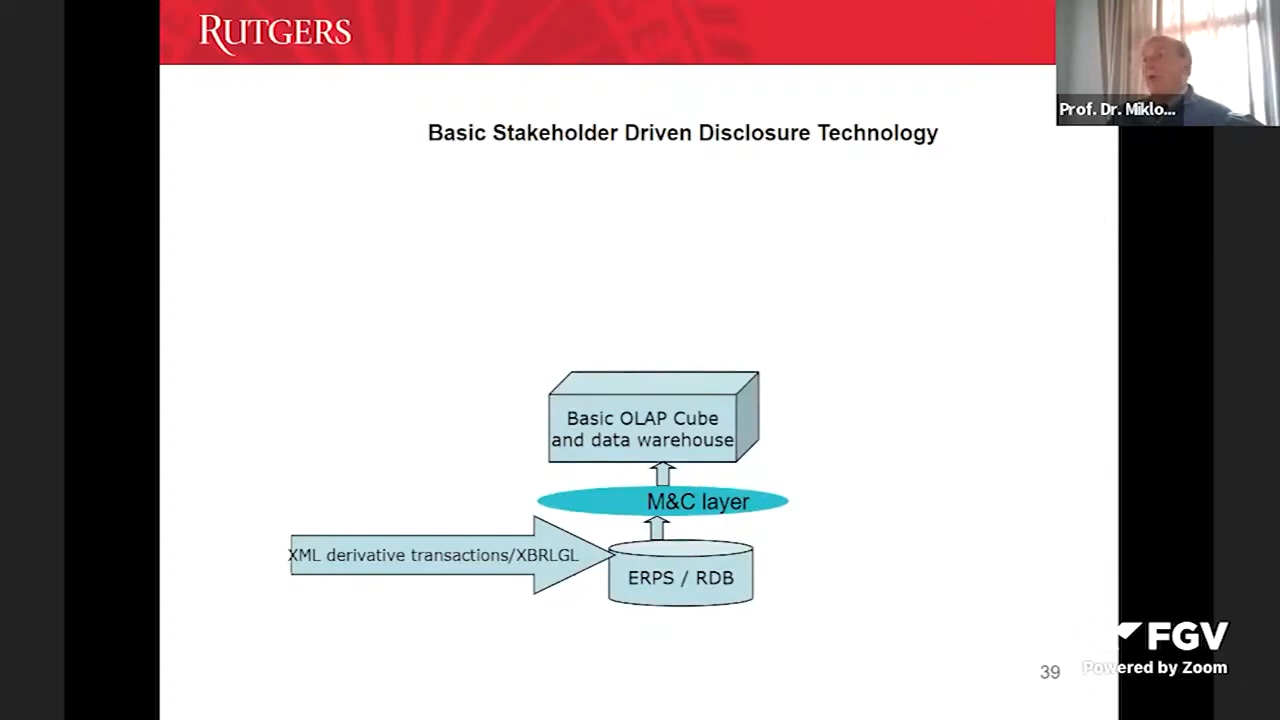 RUTGERS
Prof. Dr. Miklo...
Basic Stakeholder Driven Disclosure Technology
Basic OLAP Cube
and data warehouse
M&C layer
XML derivative transactions/XBRLGL
ERPS / RDB
FGV
Powered by Zoom
39